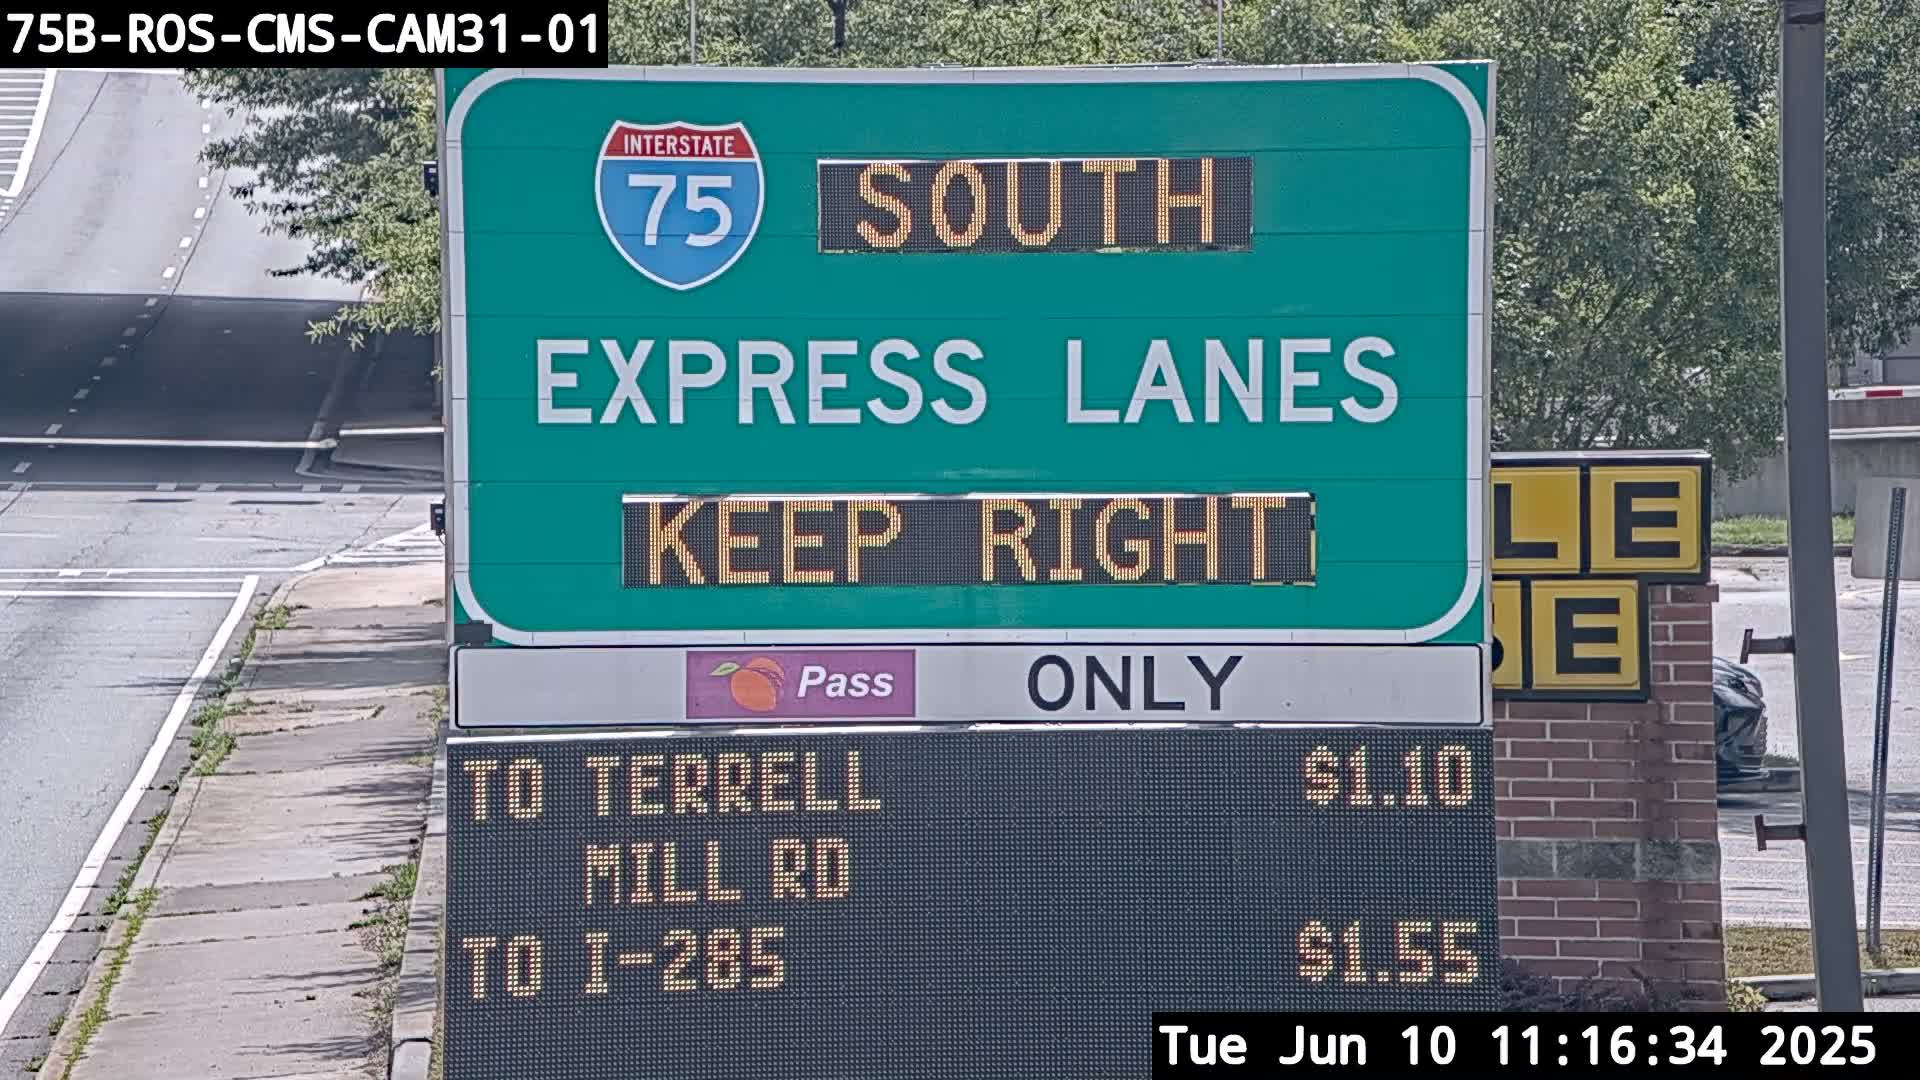 75B-ROS-CMS-CAM31-01
INTERSTATE
75
SOUTH
EXPRESS LANES
KEEP RIGHT
LE
E
Pass ONLY
TO TERRELL $1.10
MILL RD
TO I-285 $1.55
Tue Jun 10 11:16:34 2025